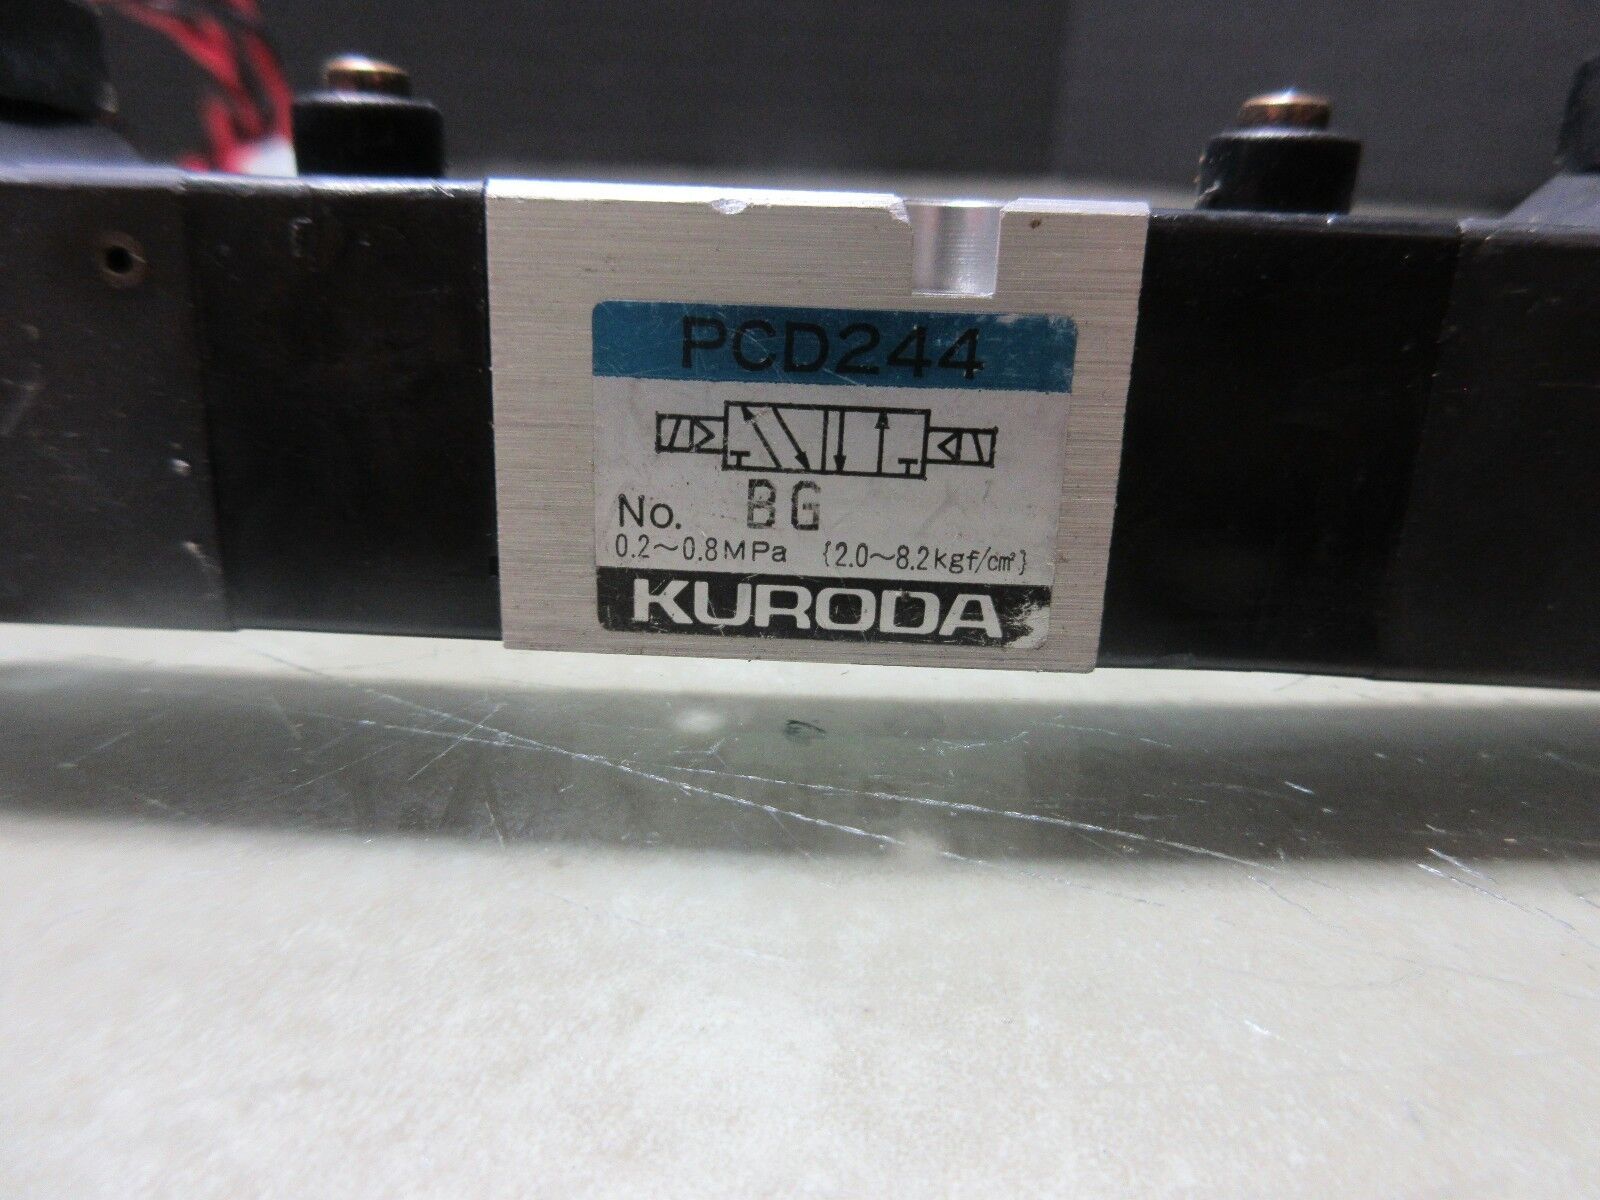 PCD244
No. BG
0.2～0.8MPa {2.0～8.2kgf/cm²}
KURODA